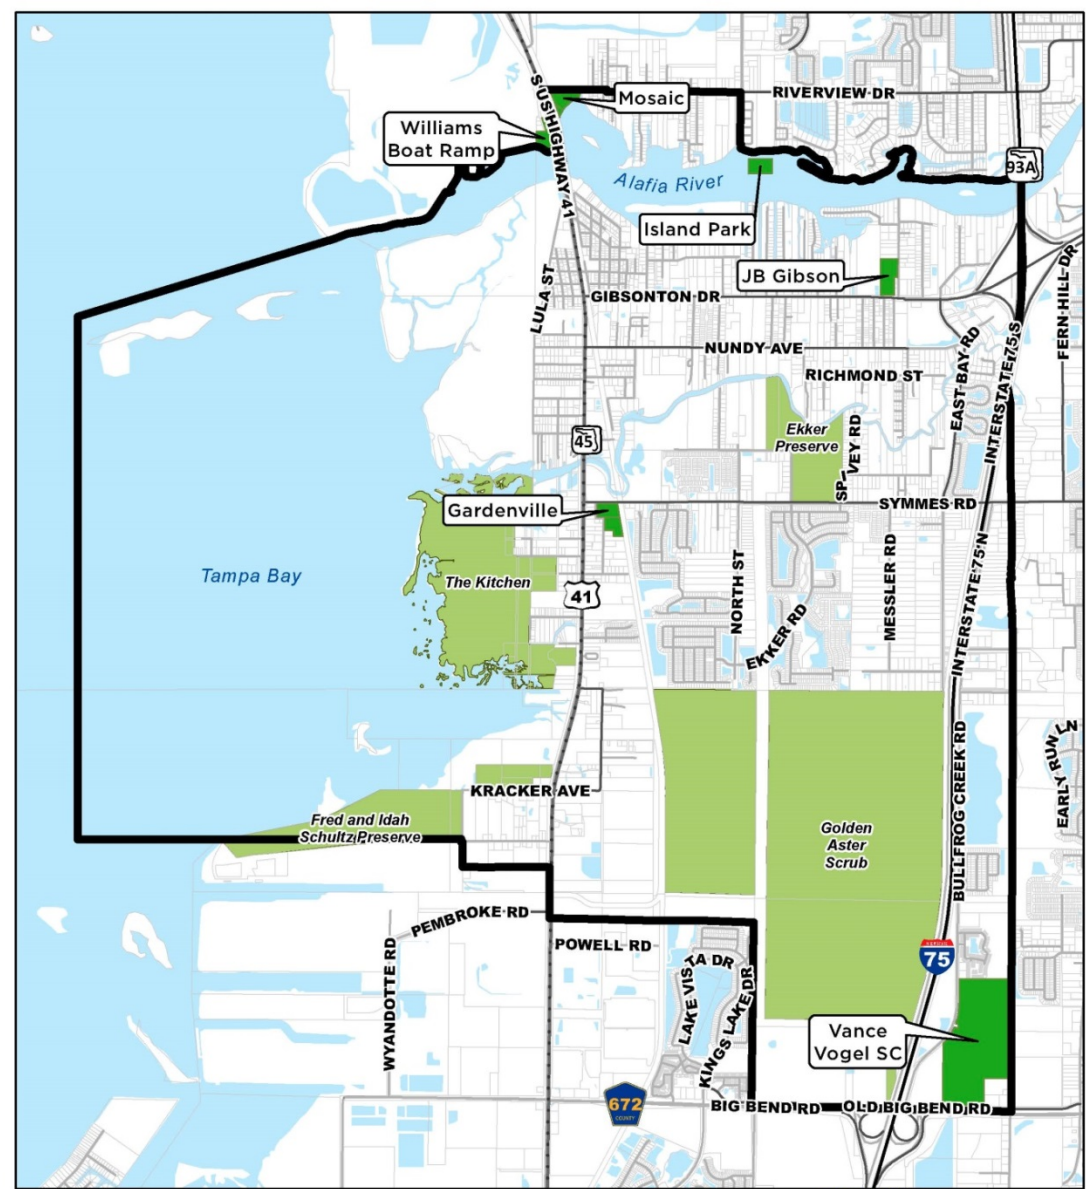 S US HIGHWAY 41
Mosaic
RIVERVIEW DR
Williams
Boat Ramp
93A
Alafia River
Island Park
JB Gibson
FERN HILL DR
LULA ST
GIBSONTON DR
NUNDY AVE
EAST BAY RD
INTERSTATE 75 S
RICHMOND ST
Ekker
Preserve
SPIVEY RD
45
SYMMES RD
Gardenville
Tampa Bay
The Kitchen
41
NORTH ST
EKKER RD
MESSLER RD
INTERSTATE 75 N
BULLFROG CREEK RD
EARLY RUN LN
KRACKER AVE
Fred and Idah
Schultz Preserve
Golden
Aster
Scrub
PEMBROKE RD
POWELL RD
WYANDOTTE RD
LAKE VISTA DR
KINGS LAKE DR
75
Vance
Vogel SC
672
COUNTY
BIG BEND RD
OLD BIG BEND RD